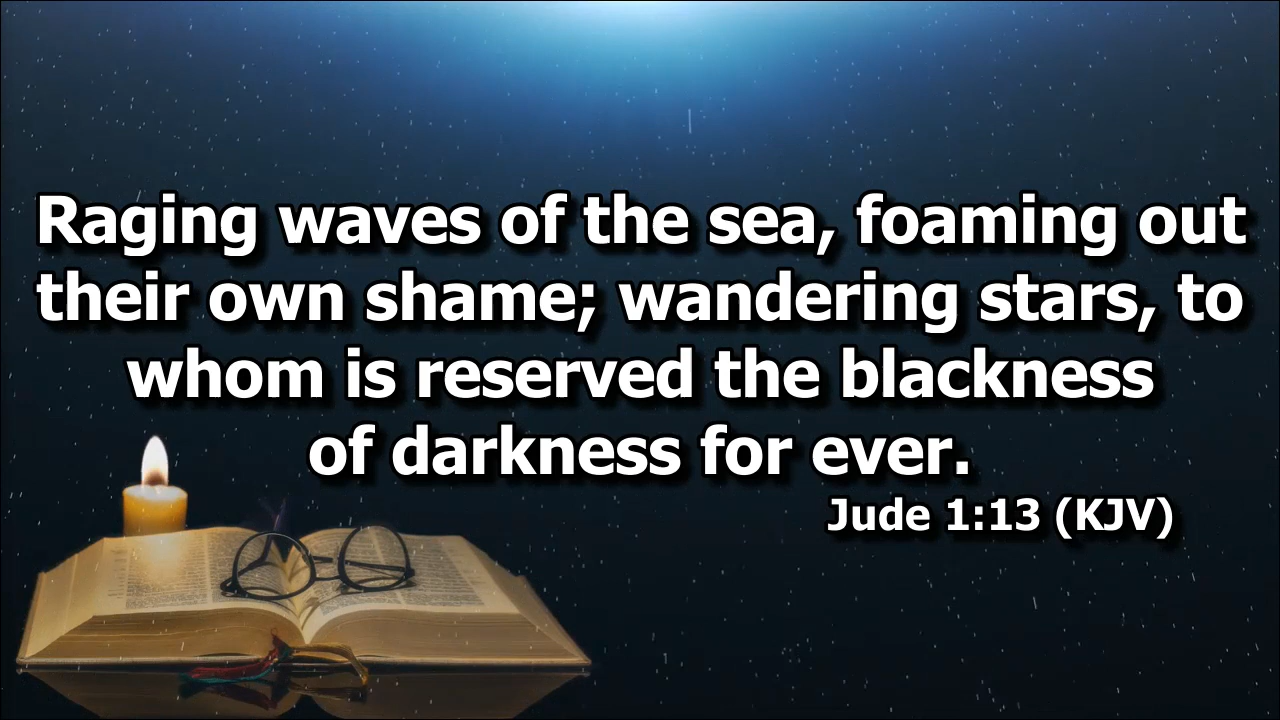 Raging waves of the sea, foaming out
their own shame; wandering stars, to
whom is reserved the blackness
of darkness for ever.
Jude 1:13 (KJV)